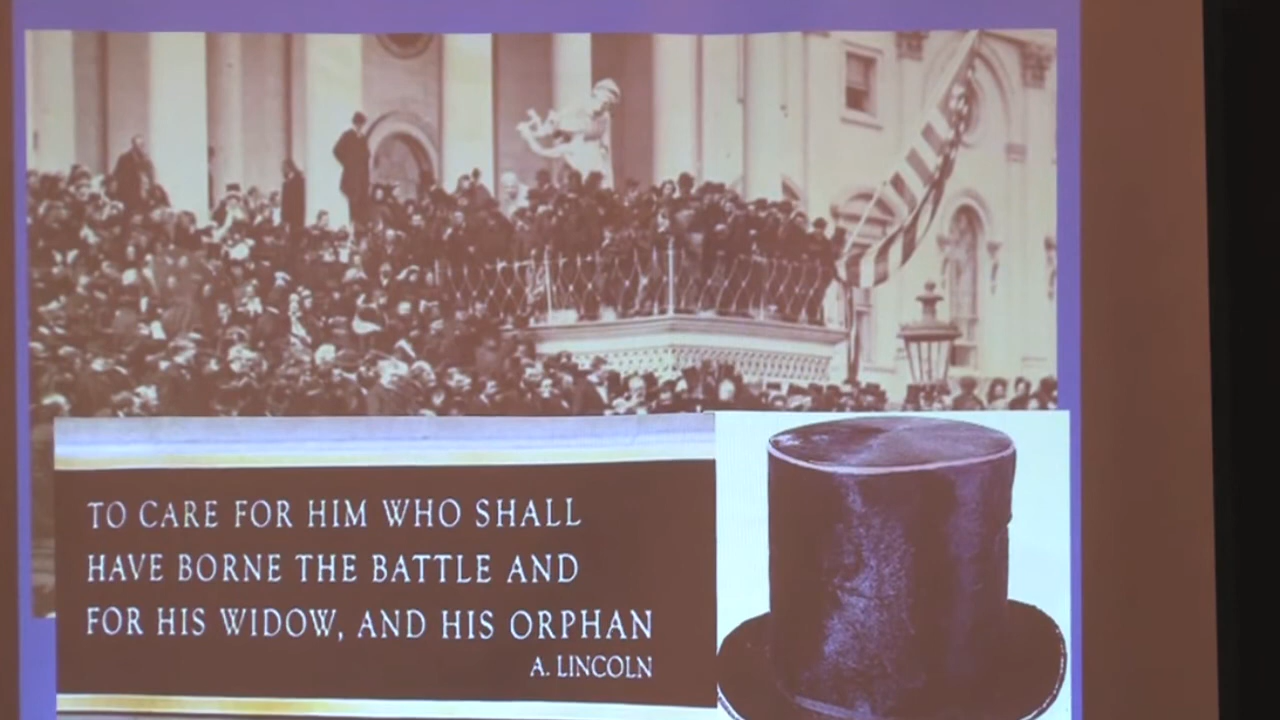 TO CARE FOR HIM WHO SHALL
HAVE BORNE THE BATTLE AND
FOR HIS WIDOW, AND HIS ORPHAN
A. LINCOLN